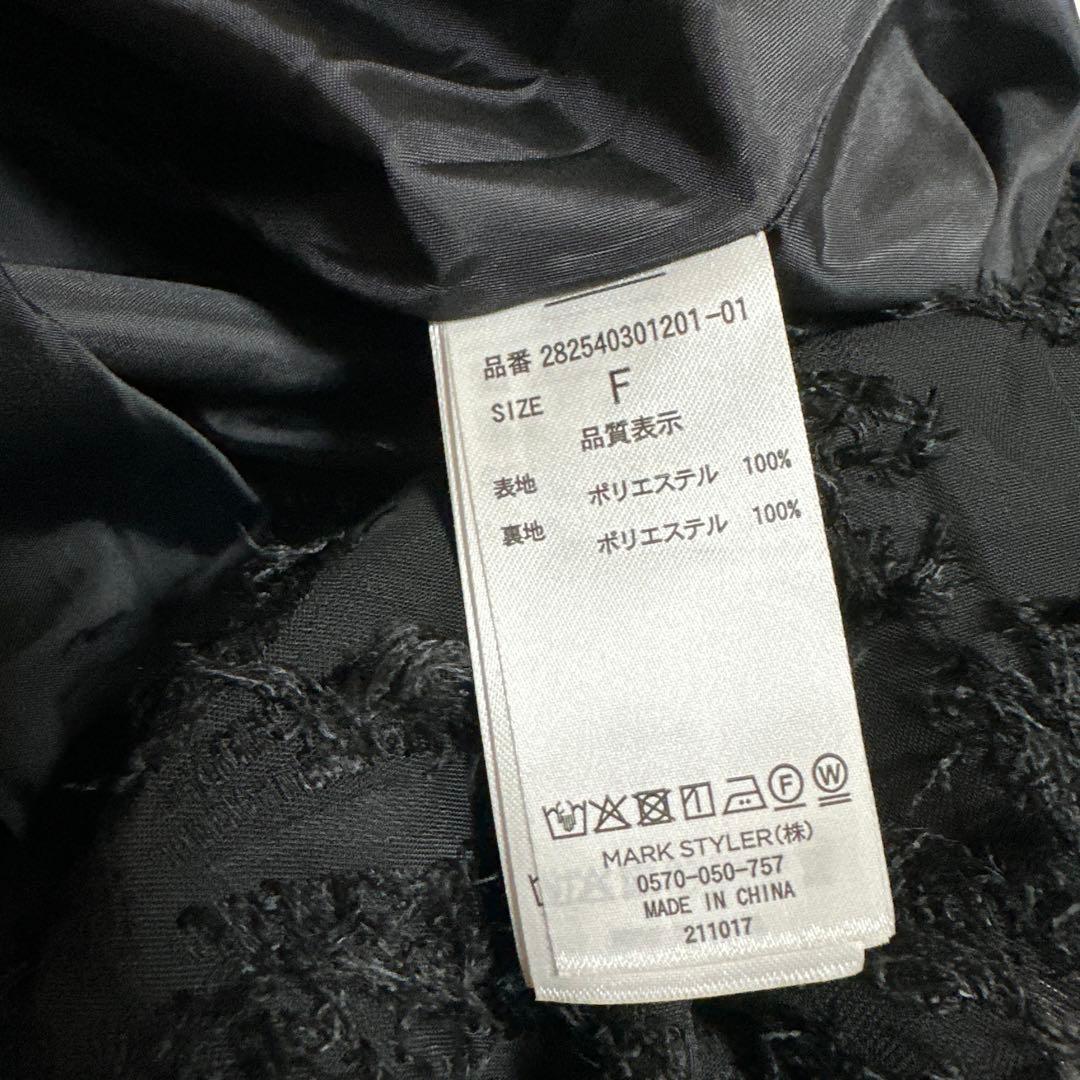 品番 282540301201-01
SIZE F
品質表示
表地 ポリエステル 100%
裏地 ポリエステル 100%
F W
MARK STYLER(株)
0570-050-757
MADE IN CHINA
211017